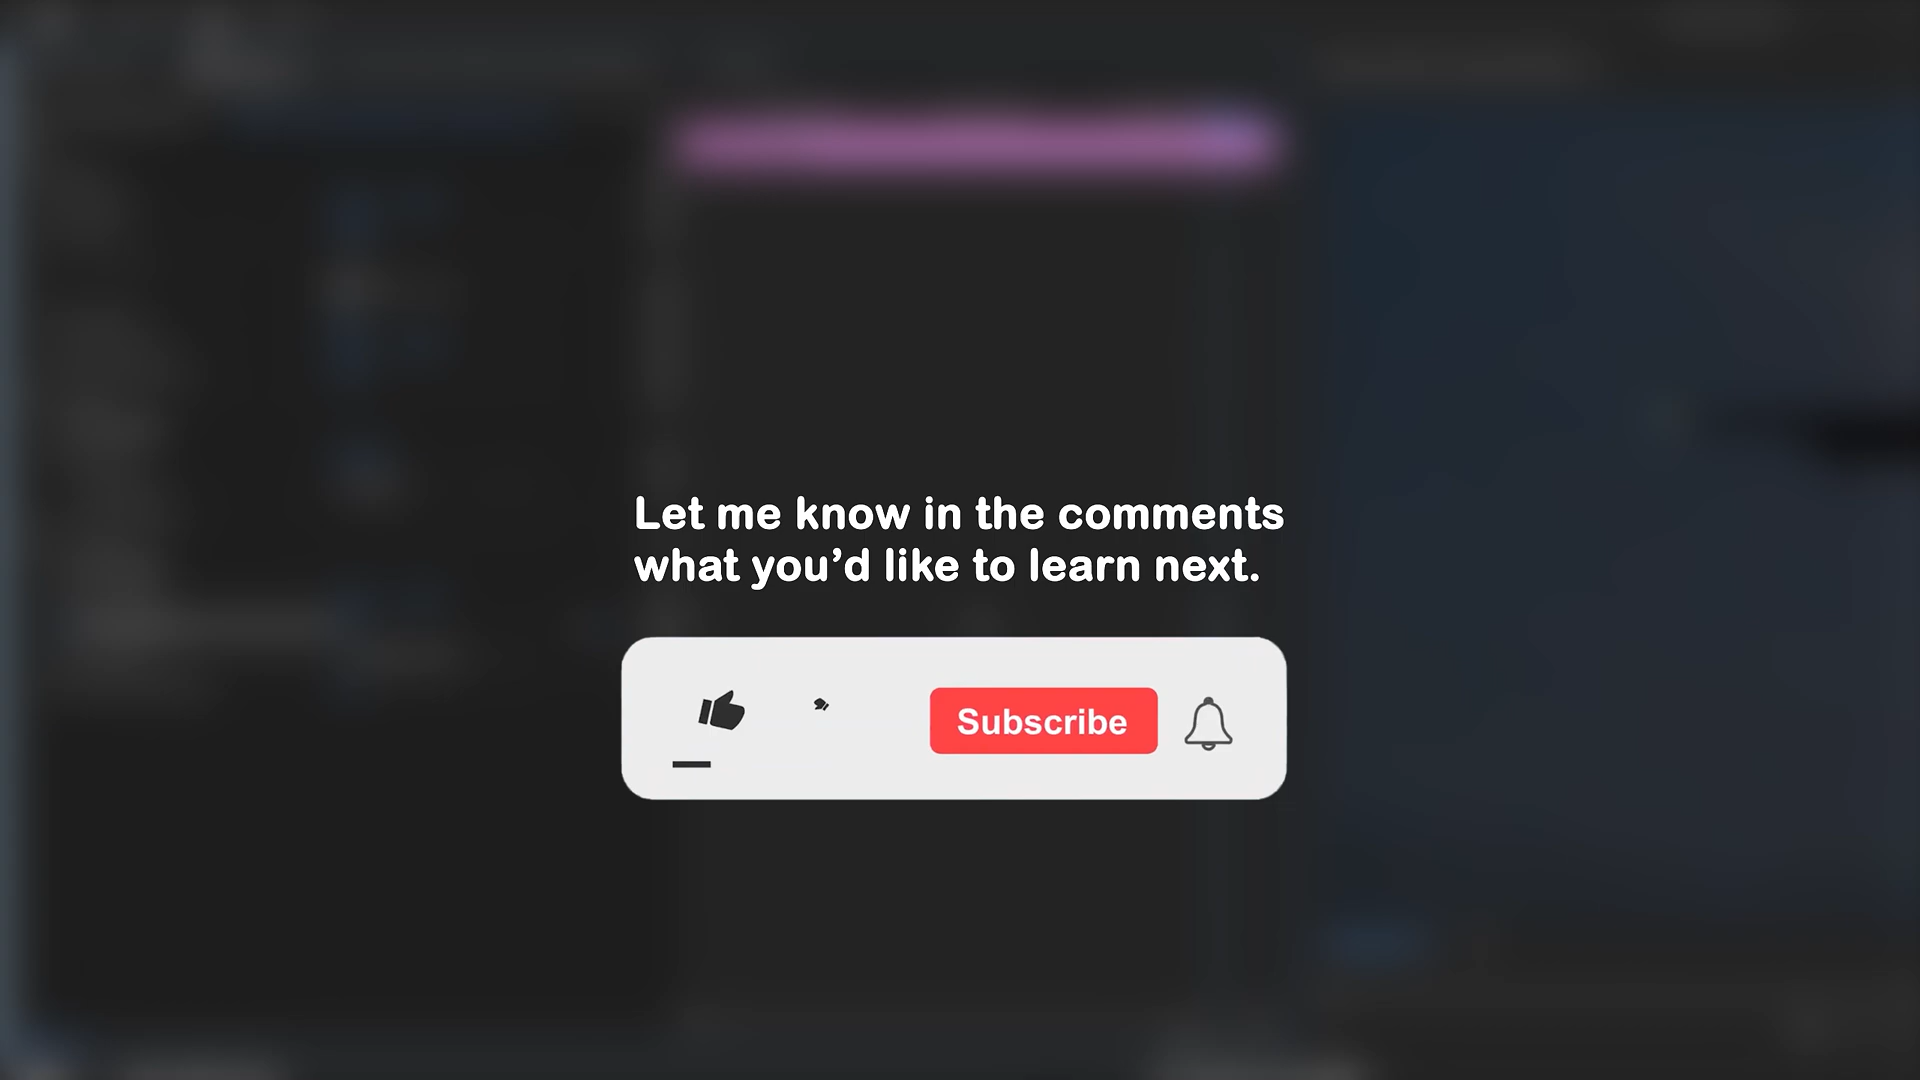 Let me know in the comments
what you’d like to learn next.
Subscribe